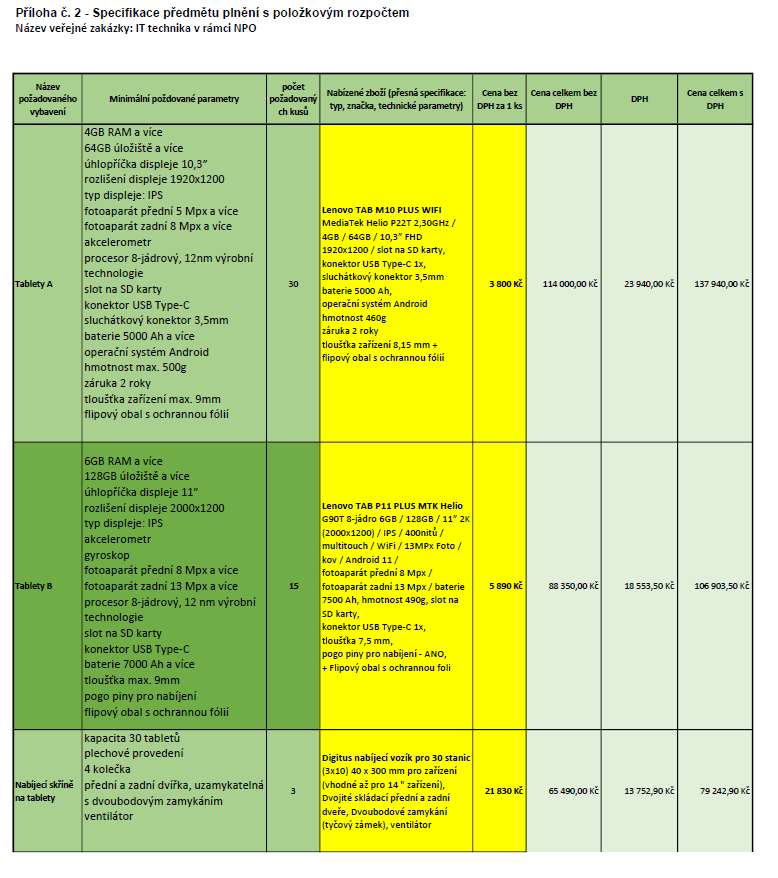 Příloha č. 2 - Specifikace předmětu plnění s položkovým rozpočtem
Název veřejné zakázky: IT technika v rámci NPO
Název
požadovaného
vybavení
Minimální poždované parametry
počet
požadovaný
ch kusů
Nabízené zboží (přesná specifikace:
typ, značka, technické parametry)
Cena bez
DPH za 1 ks
Cena celkem bez
DPH
DPH
Cena celkem s
DPH
Tablety A
4GB RAM a více
64GB úložiště a více
úhlopříčka displeje 10,3”
rozlišení displeje 1920x1200
typ displeje: IPS
fotoaparát přední 5 Mpx a více
fotoaparát zadní 8 Mpx a více
akcelerometr
procesor 8-jádrový, 12nm výrobní
technologie
slot na SD karty
konektor USB Type-C
sluchátkový konektor 3,5mm
baterie 5000 Ah a více
operační systém Android
hmotnost max. 500g
záruka 2 roky
tloušťka zařízení max. 9mm
flipový obal s ochrannou fólií
30
Lenovo TAB M10 PLUS WIFI
MediaTek Helio P22T 2,30GHz /
4GB / 64GB / 10,3” FHD
1920x1200 / slot na SD karty,
konektor USB Type-C 1x,
sluchátkový konektor 3,5mm
baterie 5000 Ah,
operační systém Android
hmotnost 460g
záruka 2 roky
tloušťka zařízení 8,15 mm +
flipový obal s ochrannou fólií
3 800 Kč
114 000,00 Kč
23 940,00 Kč
137 940,00 Kč
Tablety B
6GB RAM a více
128GB úložiště a více
úhlopříčka displeje 11”
rozlišení displeje 2000x1200
typ displeje: IPS
akcelerometr
gyroskop
fotoaparát přední 8 Mpx a více
fotoaparát zadní 13 Mpx a více
procesor 8-jádrový, 12 nm výrobní
technologie
slot na SD karty
konektor USB Type-C
baterie 7000 Ah a více
tloušťka max. 9mm
pogo piny pro nabíjení
flipový obal s ochrannou fólií
15
Lenovo TAB P11 PLUS MTK Helio
G90T 8-jádro 6GB / 128GB / 11” 2K
(2000x1200) / IPS / 400nitů /
multitouch / WiFi / 13MPx Foto /
kov / Android 11 /
fotoaparát přední 8 Mpx /
fotoaparát zadní 13 Mpx / baterie
7500 Ah, hmotnost 490g, slot na
SD karty,
konektor USB Type-C 1x,
tloušťka 7,5 mm,
pogo piny pro nabíjení - ANO,
+ Flipový obal s ochrannou foli
5 890 Kč
88 350,00 Kč
18 553,50 Kč
106 903,50 Kč
Nabíjecí skříně
na tablety
kapacita 30 tabletů
plechové provedení
4 kolečka
přední a zadní dvířka, uzamykatelná
s dvoubodovým zamykáním
ventilátor
3
Digitus nabíjecí vozík pro 30 stanic
(3x10) 40 x 300 mm pro zařízení
(vhodné až pro 14 " zařízení),
Dvojité skládací přední a zadní
dveře, Dvoubodové zamykání
(tyčový zámek), ventilátor
21 830 Kč
65 490,00 Kč
13 752,90 Kč
79 242,90 Kč